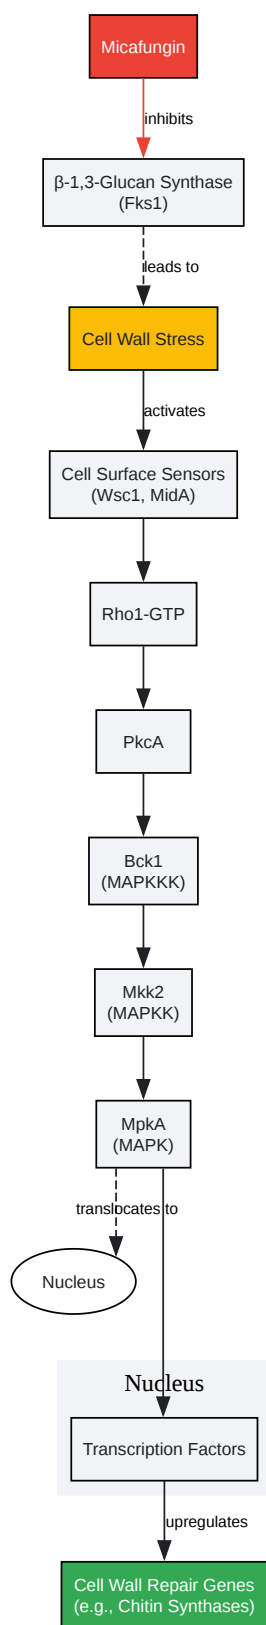 Micafungin
inhibits
β-1,3-Glucan Synthase
(Fks1)
leads to
Cell Wall Stress
activates
Cell Surface Sensors
(Wsc1, MidA)
Rho1-GTP
PkcA
Bck1
(MAPKKK)
Mkk2
(MAPKK)
MpkA
(MAPK)
translocates to
Nucleus
Nucleus
Transcription Factors
upregulates
Cell Wall Repair Genes
(e.g., Chitin Synthases)